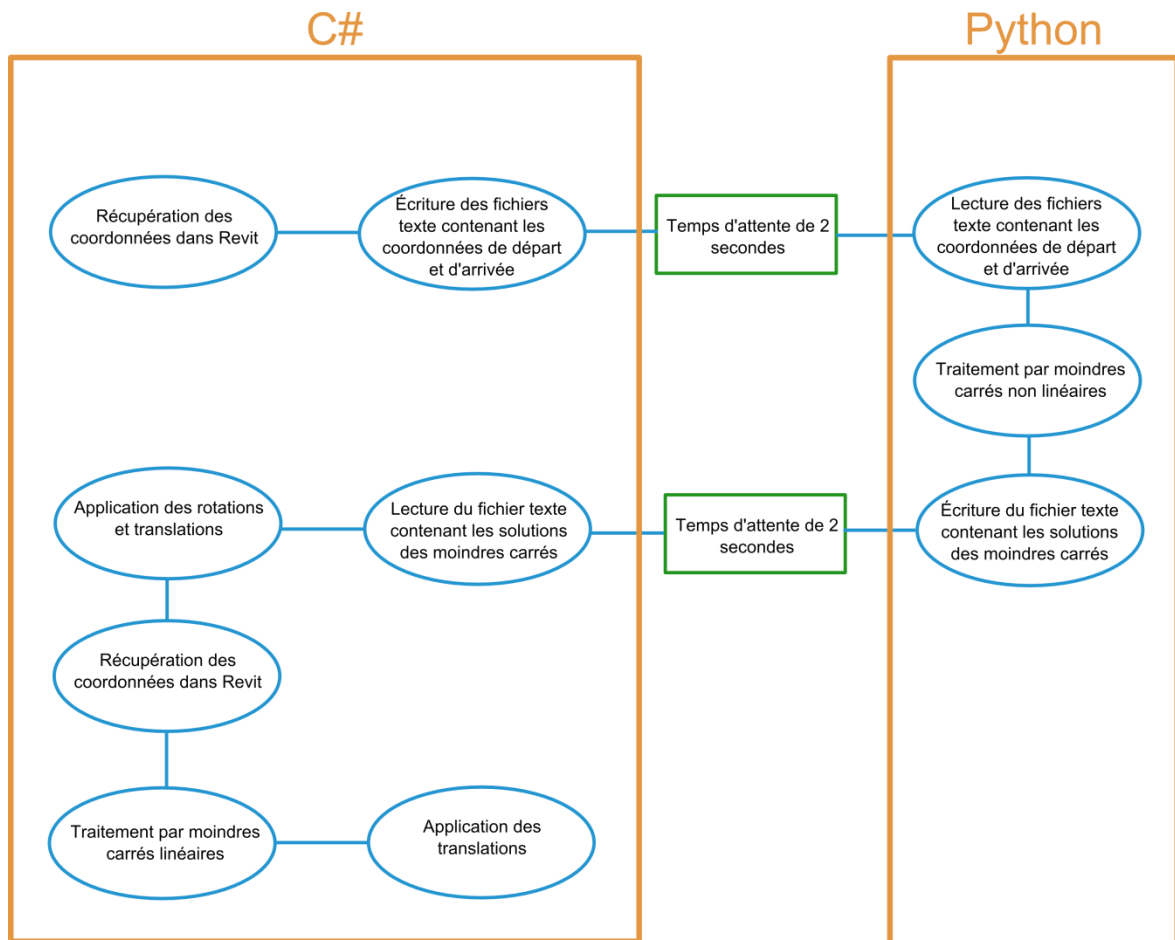 C#
Python
Récupération des
coordonnées dans Revit
Écriture des fichiers
texte contenant les
coordonnées de départ
et d'arrivée
Temps d'attente de 2
secondes
Lecture des fichiers
texte contenant les
coordonnées de départ
et d'arrivée
Traitement par moindres
carrés non linéaires
Application des rotations
et translations
Lecture du fichier texte
contenant les solutions
des moindres carrés
Temps d'attente de 2
secondes
Écriture du fichier texte
contenant les solutions
des moindres carrés
Récupération des
coordonnées dans Revit
Traitement par moindres
carrés linéaires
Application des
translations